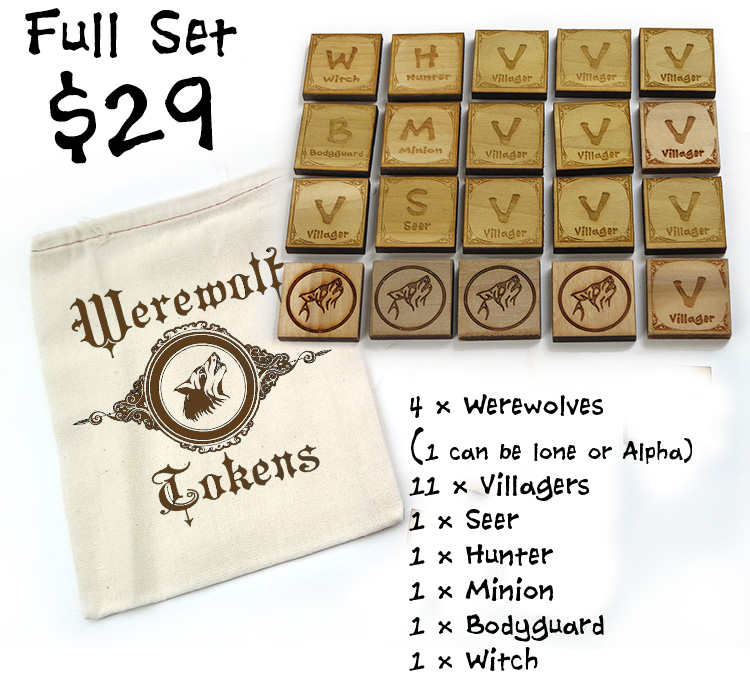 Full Set
$29
W H V V V
Witch Hunter Villager Villager Villager
B M V V V
Bodyguard Minion Villager Villager Villager
V S V V V
Villager Seer Villager Villager Villager
V
Villager
Werewolf
Tokens
4 x Werewolves
(1 can be lone or Alpha)
11 x Villagers
1 x Seer
1 x Hunter
1 x Minion
1 x Bodyguard
1 x Witch